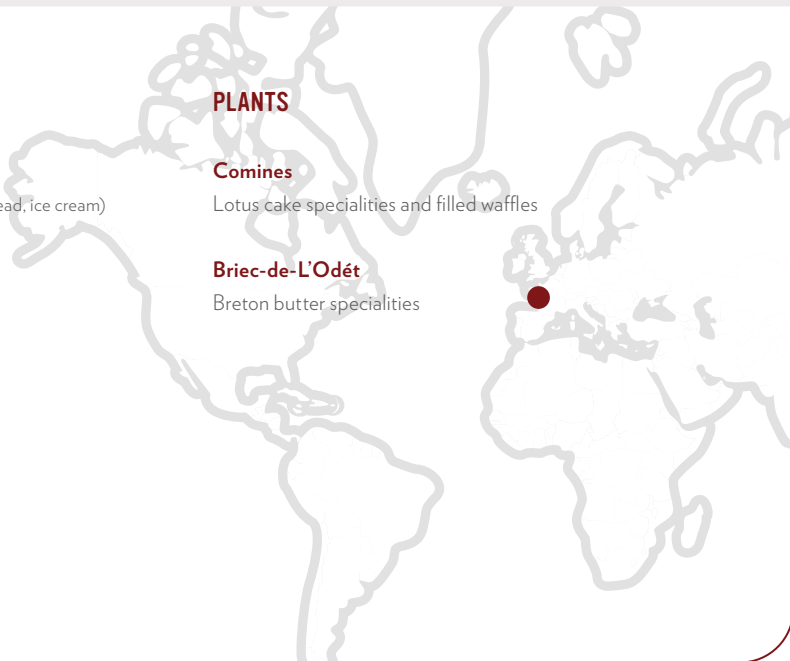 PLANTS
Comines
ead, ice cream)
Lotus cake specialities and filled waffles
Briec-de-L'Odét
Breton butter specialities